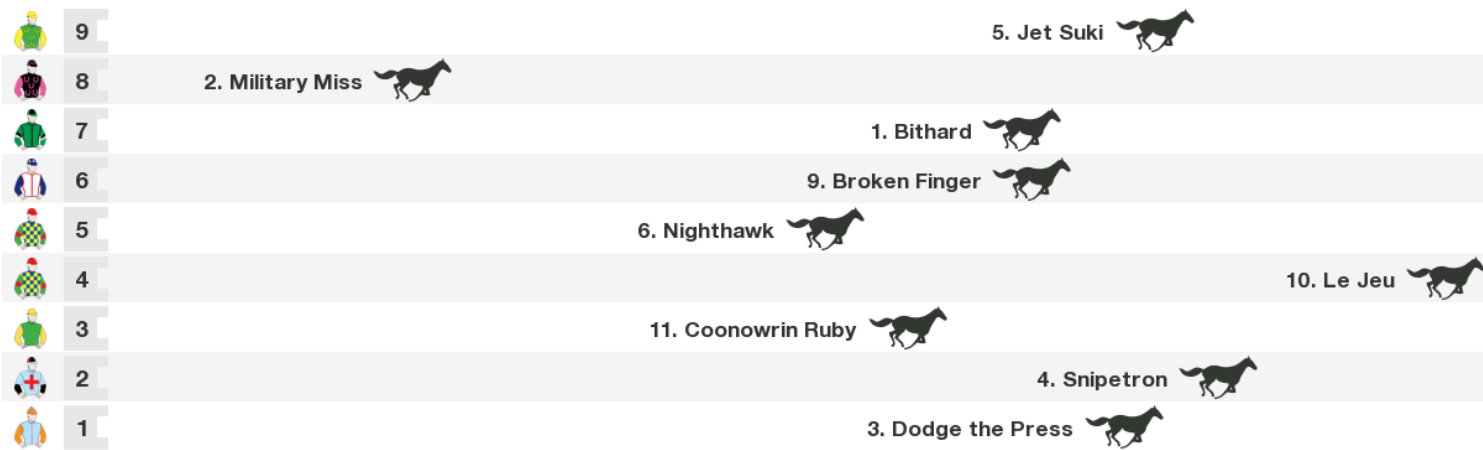 9 5. Jet Suki
8 2. Military Miss
7 1. Bithard
6 9. Broken Finger
5 6. Nighthawk
4 10. Le Jeu
3 11. Coonowrin Ruby
2 4. Snipetron
1 3. Dodge the Press